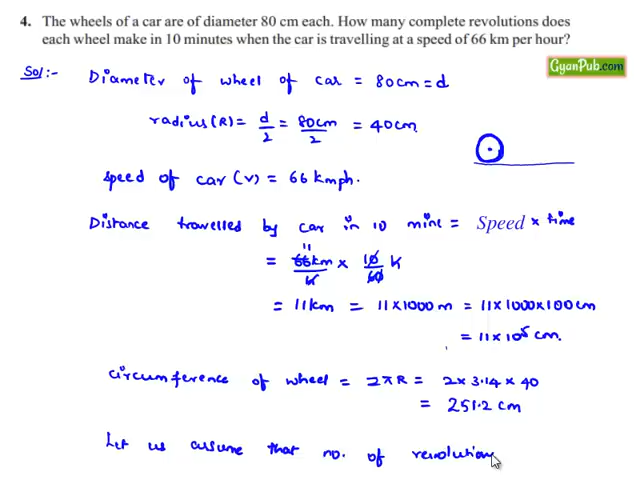 4. The wheels of a car are of diameter 80 cm each. How many complete revolutions does
each wheel make in 10 minutes when the car is travelling at a speed of 66 km per hour?
GyanPub.com
Sol:- Diameter of wheel of car = 80cm = d
radius(R) = d/2 = 80cm/2 = 40cm
speed of car (v) = 66 kmph.
Distance travelled by car in 10 mins = Speed × time
11
= 66km/h × 10/60 h
= 11km = 11×1000 m = 11×1000×100cm
= 11×10⁵ cm.
circumference of wheel = 2πR = 2×3.14×40
= 251.2 cm
Let us assume that no. of revolution